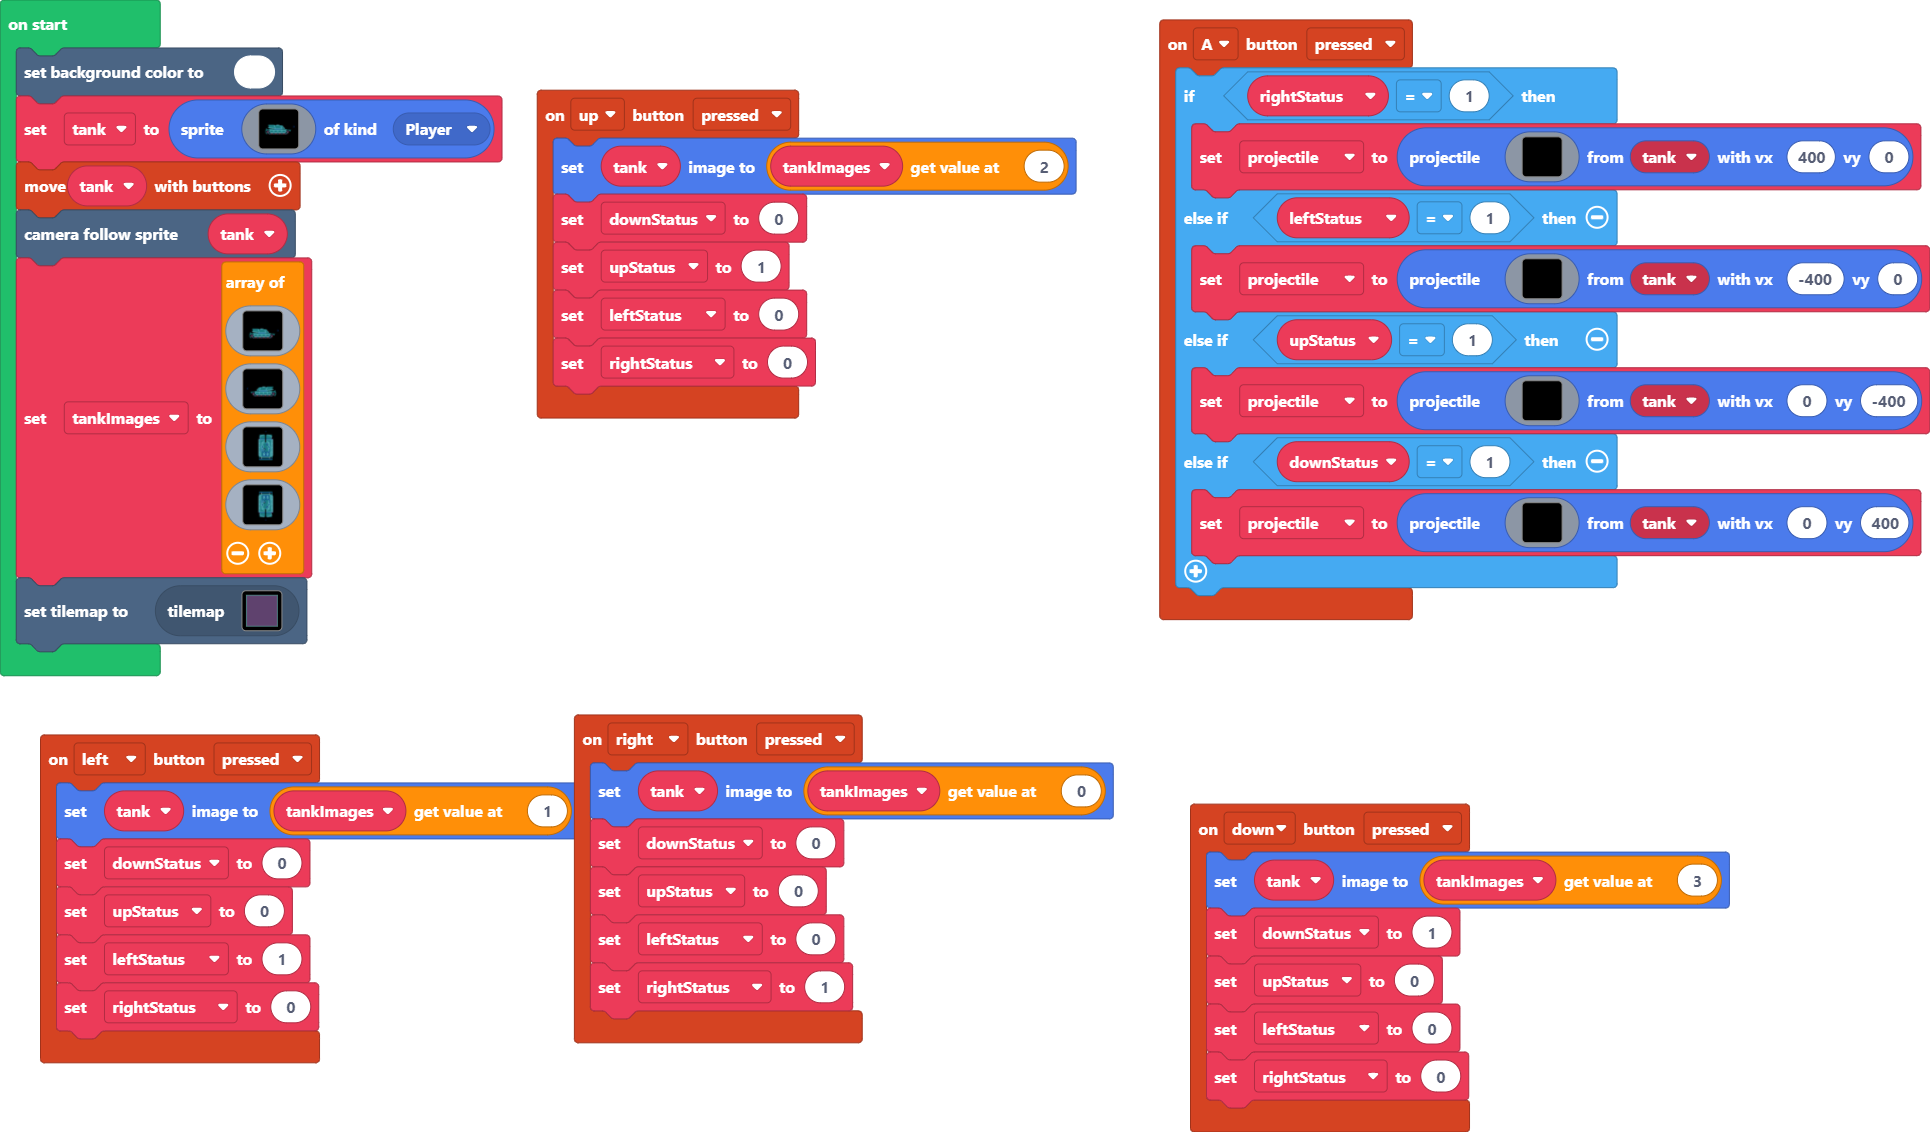 on start
set background color to
set tank to sprite of kind Player
move tank with buttons
camera follow sprite tank
array of
set tankImages to
set tilemap to tilemap
on up button pressed
set tank image to tankImages get value at 2
set downStatus to 0
set upStatus to 1
set leftStatus to 0
set rightStatus to 0
on A button pressed
if rightStatus = 1 then
set projectile to projectile from tank with vx 400 vy 0
else if leftStatus = 1 then
set projectile to projectile from tank with vx -400 vy 0
else if upStatus = 1 then
set projectile to projectile from tank with vx 0 vy -400
else if downStatus = 1 then
set projectile to projectile from tank with vx 0 vy 400
on left button pressed
set tank image to tankImages get value at 1
set downStatus to 0
set upStatus to 0
set leftStatus to 1
set rightStatus to 0
on right button pressed
set tank image to tankImages get value at 0
set downStatus to 0
set upStatus to 0
set leftStatus to 0
set rightStatus to 1
on down button pressed
set tank image to tankImages get value at 3
set downStatus to 1
set upStatus to 0
set leftStatus to 0
set rightStatus to 0